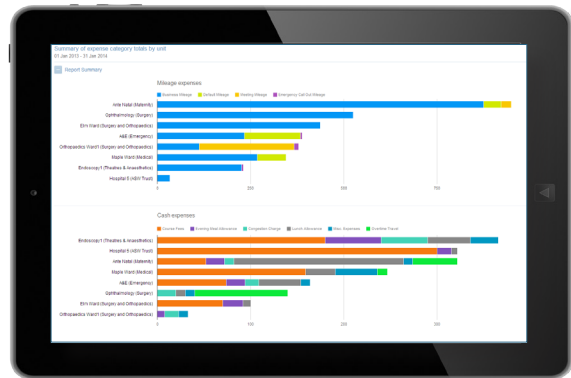 Summary of expense category totals by unit
01 Jan 2013 - 31 Jan 2014
Report Summary
Mileage expenses
Business Mileage Default Mileage Meeting Mileage Emergency Call Out Mileage
Ante Natal (Maternity)
Ophthalmology (Surgery)
Elm Ward (Surgery and Orthopaedics)
A&E (Emergency)
Orthopaedics Ward1 (Surgery and Orthopaedics)
Maple Ward (Medical)
Endoscopy1 (Theatres & Anaesthetics)
Hospital 5 (ABW Trust)
0 500 600 700
Cash expenses
Course Fees Evening Meal Allowance Congestion Charge Lunch Allowance Misc. Expenses Overtime Travel
Endoscopy1 (Theatres & Anaesthetics)
Hospital 5 (ABW Trust)
Ante Natal (Maternity)
Maple Ward (Medical)
A&E (Emergency)
Ophthalmology (Surgery)
Elm Ward (Surgery and Orthopaedics)
Orthopaedics Ward1 (Surgery and Orthopaedics)
0 100 200 300